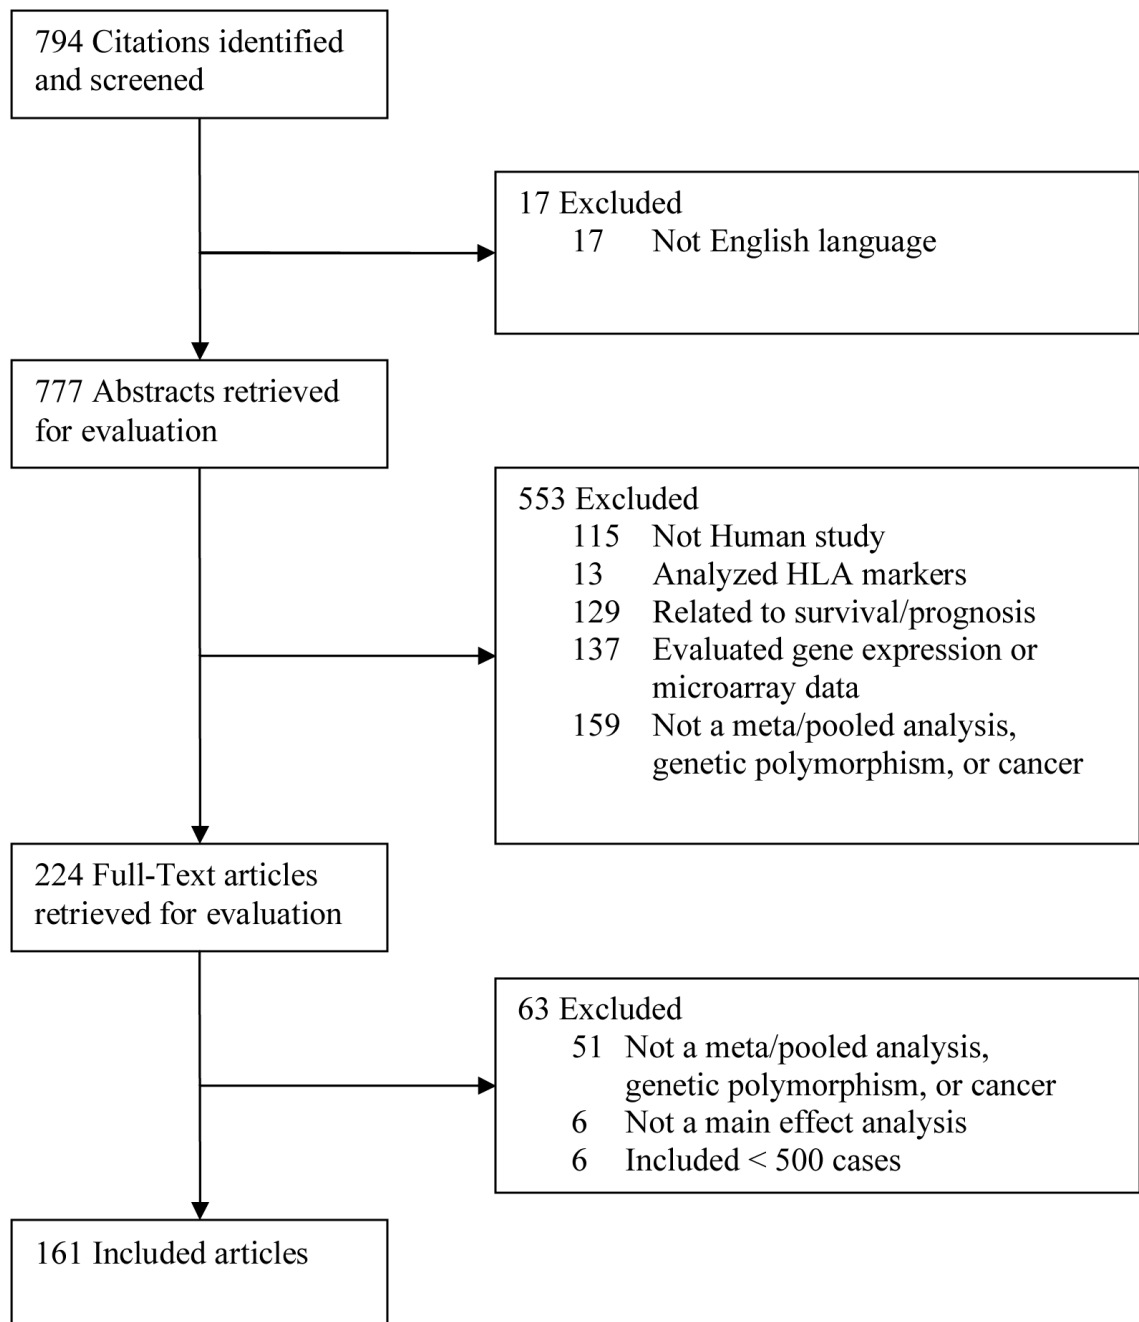 794 Citations identified
and screened
17 Excluded
17 Not English language
777 Abstracts retrieved
for evaluation
553 Excluded
115 Not Human study
13 Analyzed HLA markers
129 Related to survival/prognosis
137 Evaluated gene expression or
microarray data
159 Not a meta/pooled analysis,
genetic polymorphism, or cancer
224 Full-Text articles
retrieved for evaluation
63 Excluded
51 Not a meta/pooled analysis,
genetic polymorphism, or cancer
6 Not a main effect analysis
6 Included < 500 cases
161 Included articles